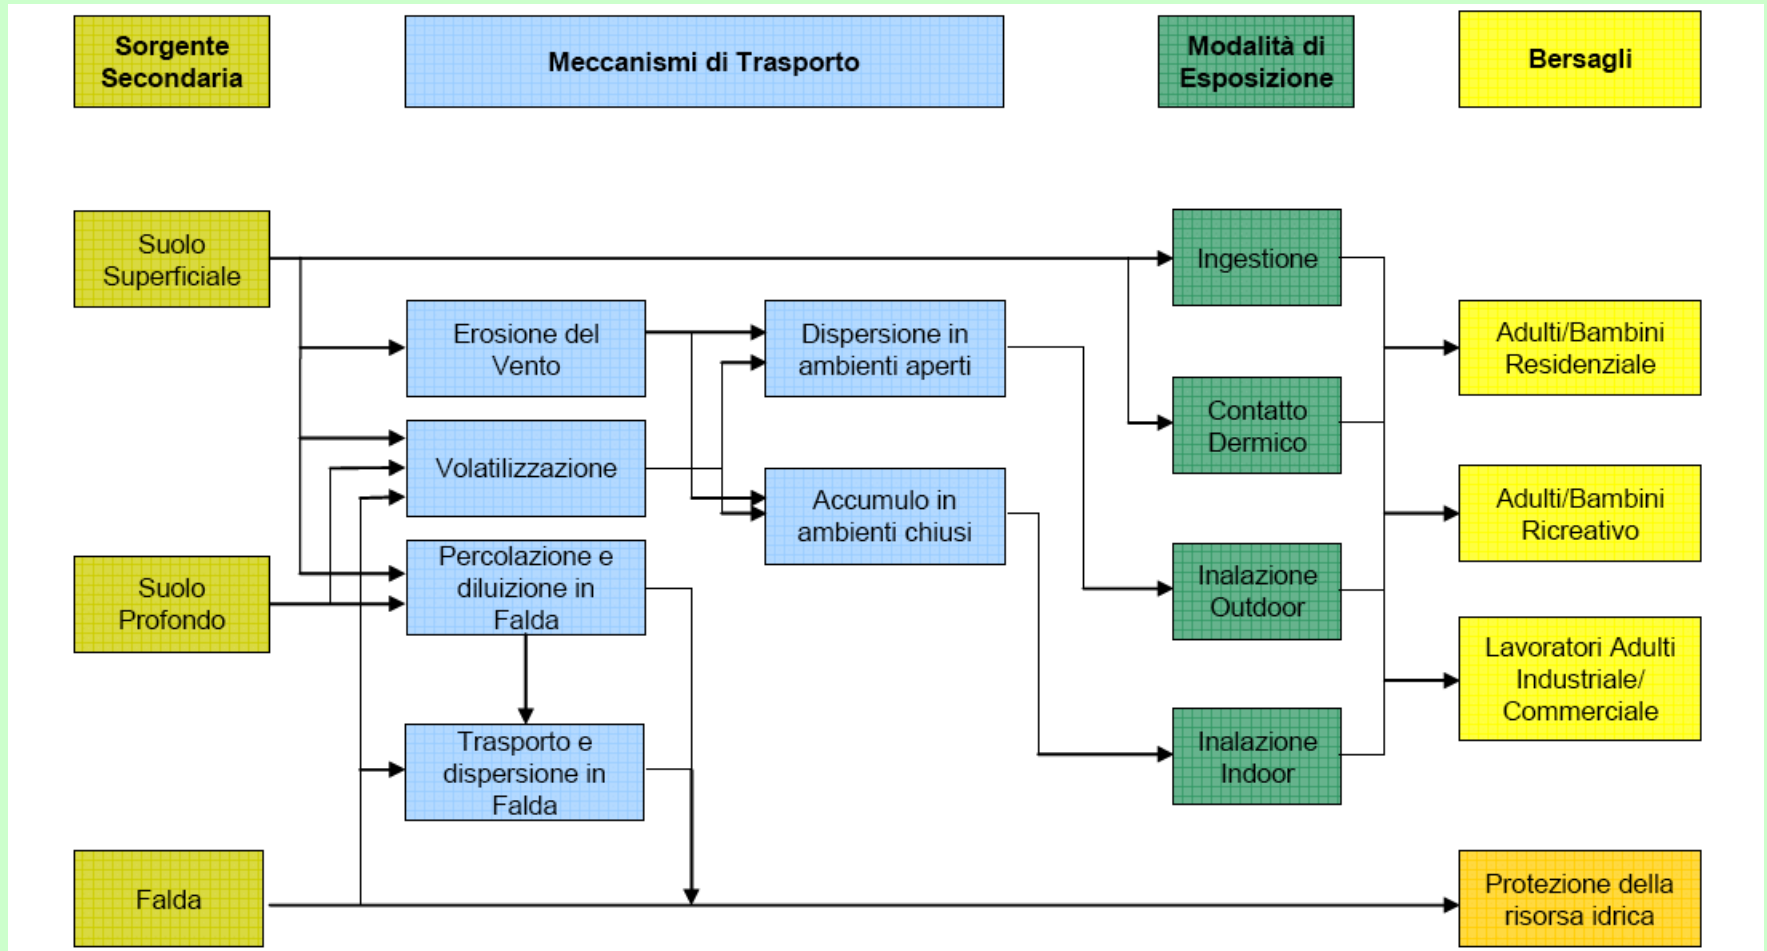 Sorgente
Secondaria
Meccanismi di Trasporto
Modalità di
Esposizione
Bersagli
Suolo
Superficiale
Ingestione
Erosione del
Vento
Dispersione in
ambienti aperti
Adulti/Bambini
Residenziale
Contatto
Dermico
Volatilizzazione
Accumulo in
ambienti chiusi
Adulti/Bambini
Ricreativo
Suolo
Profondo
Percolazione e
diluizione in
Falda
Inalazione
Outdoor
Lavoratori Adulti
Industriale/
Commerciale
Trasporto e
dispersione in
Falda
Inalazione
Indoor
Falda
Protezione della
risorsa idrica